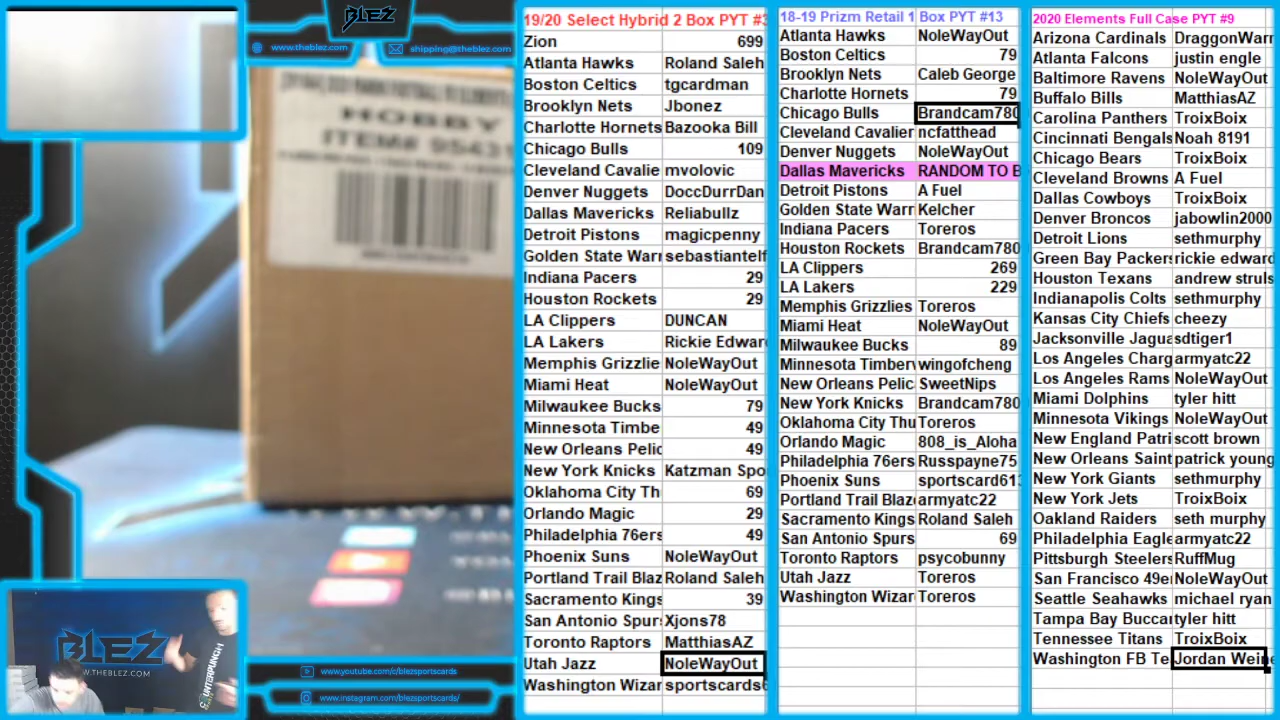 BLEZ
www.theblez.com
shipping@theblez.com
HOBBY
19/20 Select Hybrid 2 Box PYT #3
Zion 699
Atlanta Hawks Roland Saleh
Boston Celtics tgcardman
Brooklyn Nets Jbonez
Charlotte Hornets Bazooka Bill
Chicago Bulls 109
Cleveland Cavalie mvolovic
Denver Nuggets DoccDurrDan
Dallas Mavericks Reliabullz
Detroit Pistons magicpenny
Golden State War sebastiantelf
Indiana Pacers 29
Houston Rockets 29
LA Clippers DUNCAN
LA Lakers Rickie Edwar
Memphis Grizzlie NoleWayOut
Miami Heat NoleWayOut
Milwaukee Bucks 79
Minnesota Timbe 49
New Orleans Pelic 49
New York Knicks Katzman Spo
Oklahoma City Th 69
Orlando Magic 29
Philadelphia 76ers 49
Phoenix Suns NoleWayOut
Portland Trail Blaz Roland Saleh
Sacramento Kings 39
San Antonio Spurs Xjons78
Toronto Raptors MatthiasAZ
Utah Jazz NoleWayOut
Washington Wizar sportscards6
18-19 Prizm Retail 1 Box PYT #13
Atlanta Hawks NoleWayOut
Boston Celtics 79
Brooklyn Nets Caleb George
Charlotte Hornets 79
Chicago Bulls Brandcam780
Cleveland Cavalier ncfatthead
Denver Nuggets NoleWayOut
Dallas Mavericks RANDOM TO B
Detroit Pistons A Fuel
Golden State Warr Kelcher
Indiana Pacers Toreros
Houston Rockets Brandcam780
LA Clippers 269
LA Lakers 229
Memphis Grizzlies Toreros
Miami Heat NoleWayOut
Milwaukee Bucks 89
Minnesota Timberw wingofcheng
New Orleans Pelic SweetNips
New York Knicks Brandcam780
Oklahoma City Thu Toreros
Orlando Magic 808_is_Aloha
Philadelphia 76ers Russpayne75
Phoenix Suns sportscard613
Portland Trail Blaz armyatc22
Sacramento Kings Roland Saleh
San Antonio Spurs 69
Toronto Raptors psycobunny
Utah Jazz Toreros
Washington Wizar Toreros
2020 Elements Full Case PYT #9
Arizona Cardinals DraggonWarr
Atlanta Falcons justin engle
Baltimore Ravens NoleWayOut
Buffalo Bills MatthiasAZ
Carolina Panthers TroixBoix
Cincinnati Bengals Noah 8191
Chicago Bears TroixBoix
Cleveland Browns A Fuel
Dallas Cowboys TroixBoix
Denver Broncos jabowlin2000
Detroit Lions sethmurphy
Green Bay Packers rickie edward
Houston Texans andrew struls
Indianapolis Colts sethmurphy
Kansas City Chiefs cheezy
Jacksonville Jagua sdtiger1
Los Angeles Charg armyatc22
Los Angeles Rams NoleWayOut
Miami Dolphins tyler hitt
Minnesota Vikings NoleWayOut
New England Patri scott brown
New Orleans Saint patrick young
New York Giants sethmurphy
New York Jets TroixBoix
Oakland Raiders seth murphy
Philadelphia Eagle armyatc22
Pittsburgh Steelers RuffMug
San Francisco 49e NoleWayOut
Seattle Seahawks michael ryan
Tampa Bay Bucca tyler hitt
Tennessee Titans TroixBoix
Washington FB Te Jordan Weine
BLEZ
WWW.THEBLEZ.COM
www.youtube.com/c/blezsportscards
www.instagram.com/blezsportscards/